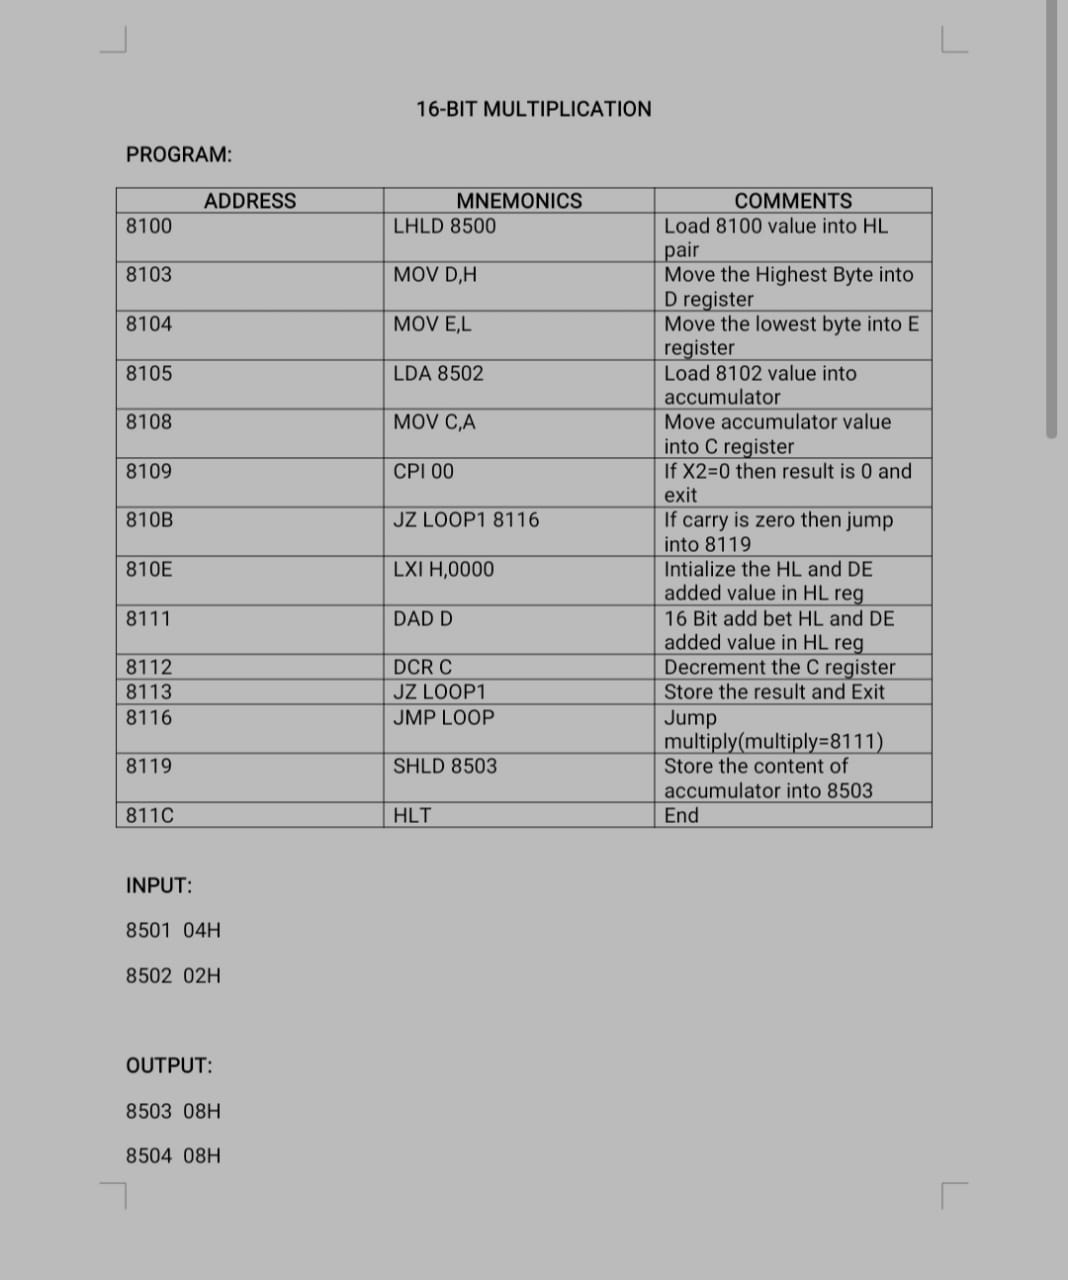 16-BIT MULTIPLICATION
PROGRAM:
ADDRESS MNEMONICS COMMENTS
8100 LHLD 8500 Load 8100 value into HL
pair
8103 MOV D,H Move the Highest Byte into
D register
8104 MOV E,L Move the lowest byte into E
register
8105 LDA 8502 Load 8102 value into
accumulator
8108 MOV C,A Move accumulator value
into C register
8109 CPI 00 If X2=0 then result is 0 and
exit
810B JZ LOOP1 8116 If carry is zero then jump
into 8119
810E LXI H,0000 Intialize the HL and DE
added value in HL reg
8111 DAD D 16 Bit add bet HL and DE
added value in HL reg
8112 DCR C Decrement the C register
8113 JZ LOOP1 Store the result and Exit
8116 JMP LOOP Jump
multiply(multiply=8111)
8119 SHLD 8503 Store the content of
accumulator into 8503
811C HLT End
INPUT:
8501 04H
8502 02H
OUTPUT:
8503 08H
8504 08H